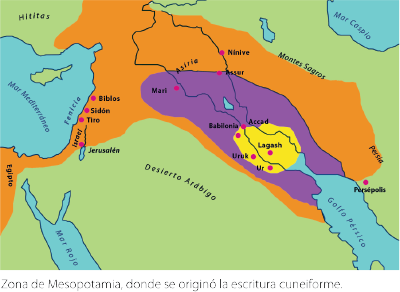 Hititas
Mar Caspio
Nínive
Montes Sagros
Asiria
Assur
Mar Mediterráneo
Mari
Fenicia
Biblos
Sidón
Tiro
Accad
Babilonia
Israel
Lagash
Jerusalén
Uruk
Ur
Persia
Desierto Arábigo
Egipto
Persépolis
Golfo Pérsico
Mar Rojo
Zona de Mesopotamia, donde se originó la escritura cuneiforme.